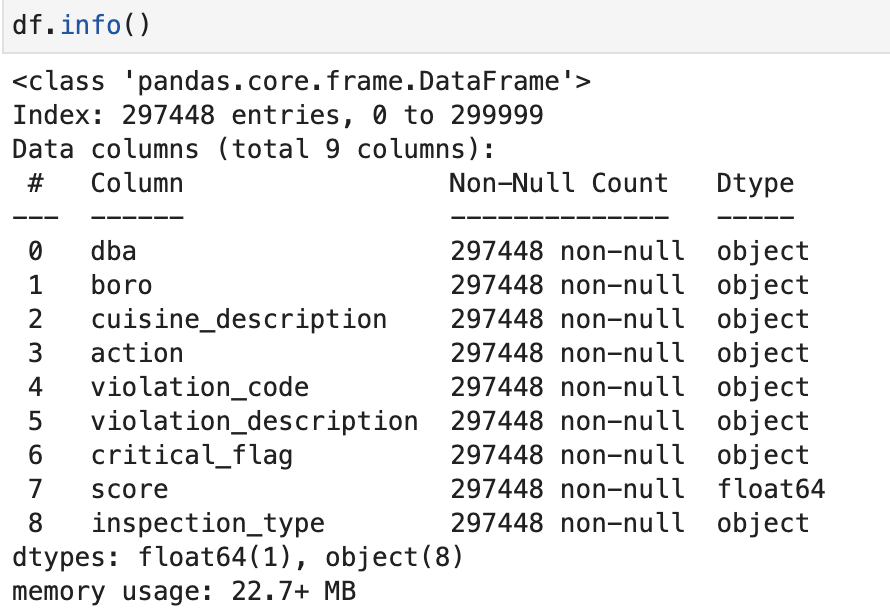 df.info()
<class 'pandas.core.frame.DataFrame'>
Index: 297448 entries, 0 to 299999
Data columns (total 9 columns):
 #   Column                 Non-Null Count   Dtype
---  ------                 --------------   -----
 0   dba                    297448 non-null  object
 1   boro                   297448 non-null  object
 2   cuisine_description    297448 non-null  object
 3   action                 297448 non-null  object
 4   violation_code         297448 non-null  object
 5   violation_description  297448 non-null  object
 6   critical_flag          297448 non-null  object
 7   score                  297448 non-null  float64
 8   inspection_type        297448 non-null  object
dtypes: float64(1), object(8)
memory usage: 22.7+ MB